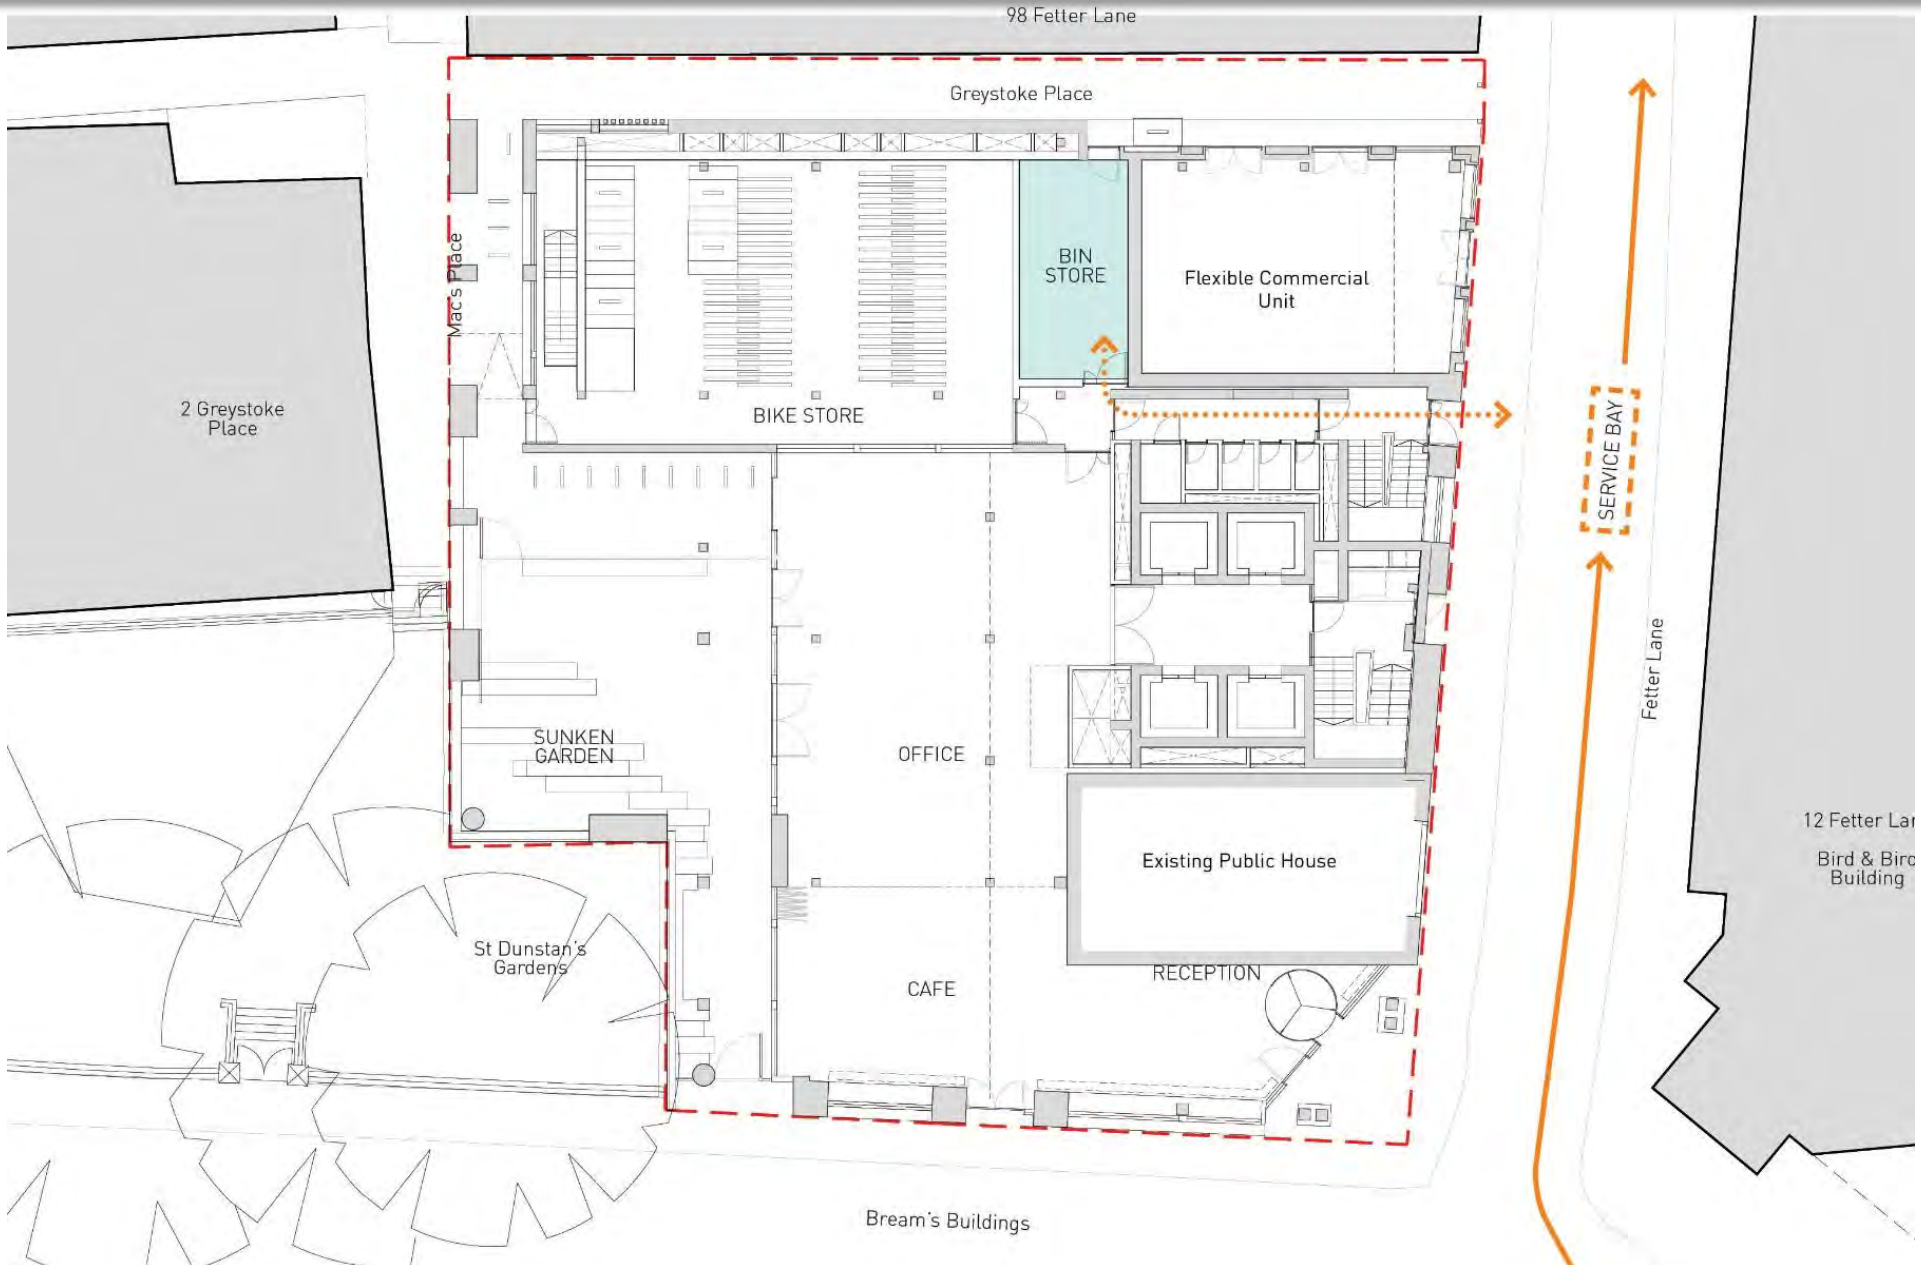 98 Fetter Lane
Greystoke Place
Mac's Place
BIN
STORE
Flexible Commercial
Unit
2 Greystoke
Place
BIKE STORE
SERVICE BAY
Fetter Lane
SUNKEN
GARDEN
OFFICE
12 Fetter Lan
Bird & Bird
Building
Existing Public House
St Dunstan's
Gardens
CAFE
RECEPTION
Bream's Buildings